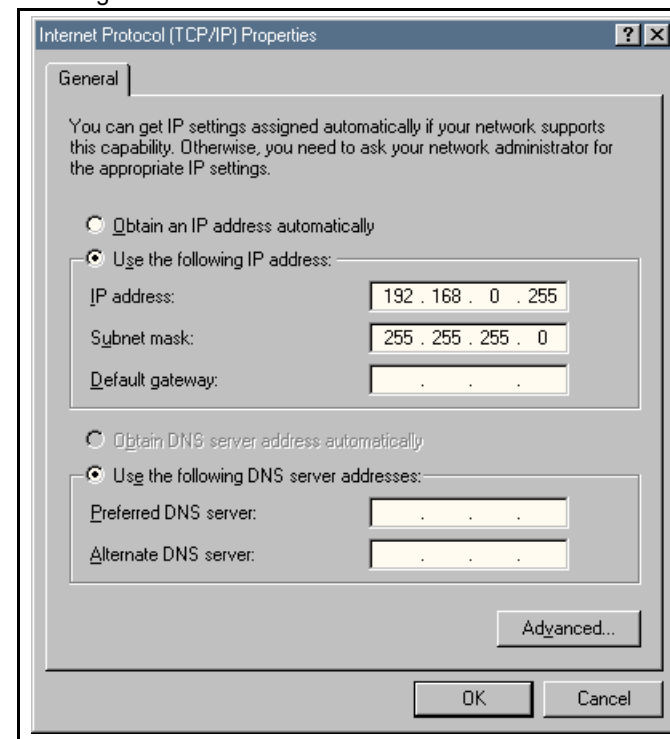 Internet Protocol (TCP/IP) Properties
General
You can get IP settings assigned automatically if your network supports
this capability. Otherwise, you need to ask your network administrator for
the appropriate IP settings.
Obtain an IP address automatically
Use the following IP address:
IP address: 192 . 168 . 0 . 255
Subnet mask: 255 . 255 . 255 . 0
Default gateway: . . .
Obtain DNS server address automatically
Use the following DNS server addresses:
Preferred DNS server: . . .
Alternate DNS server: . . .
Advanced...
OK Cancel